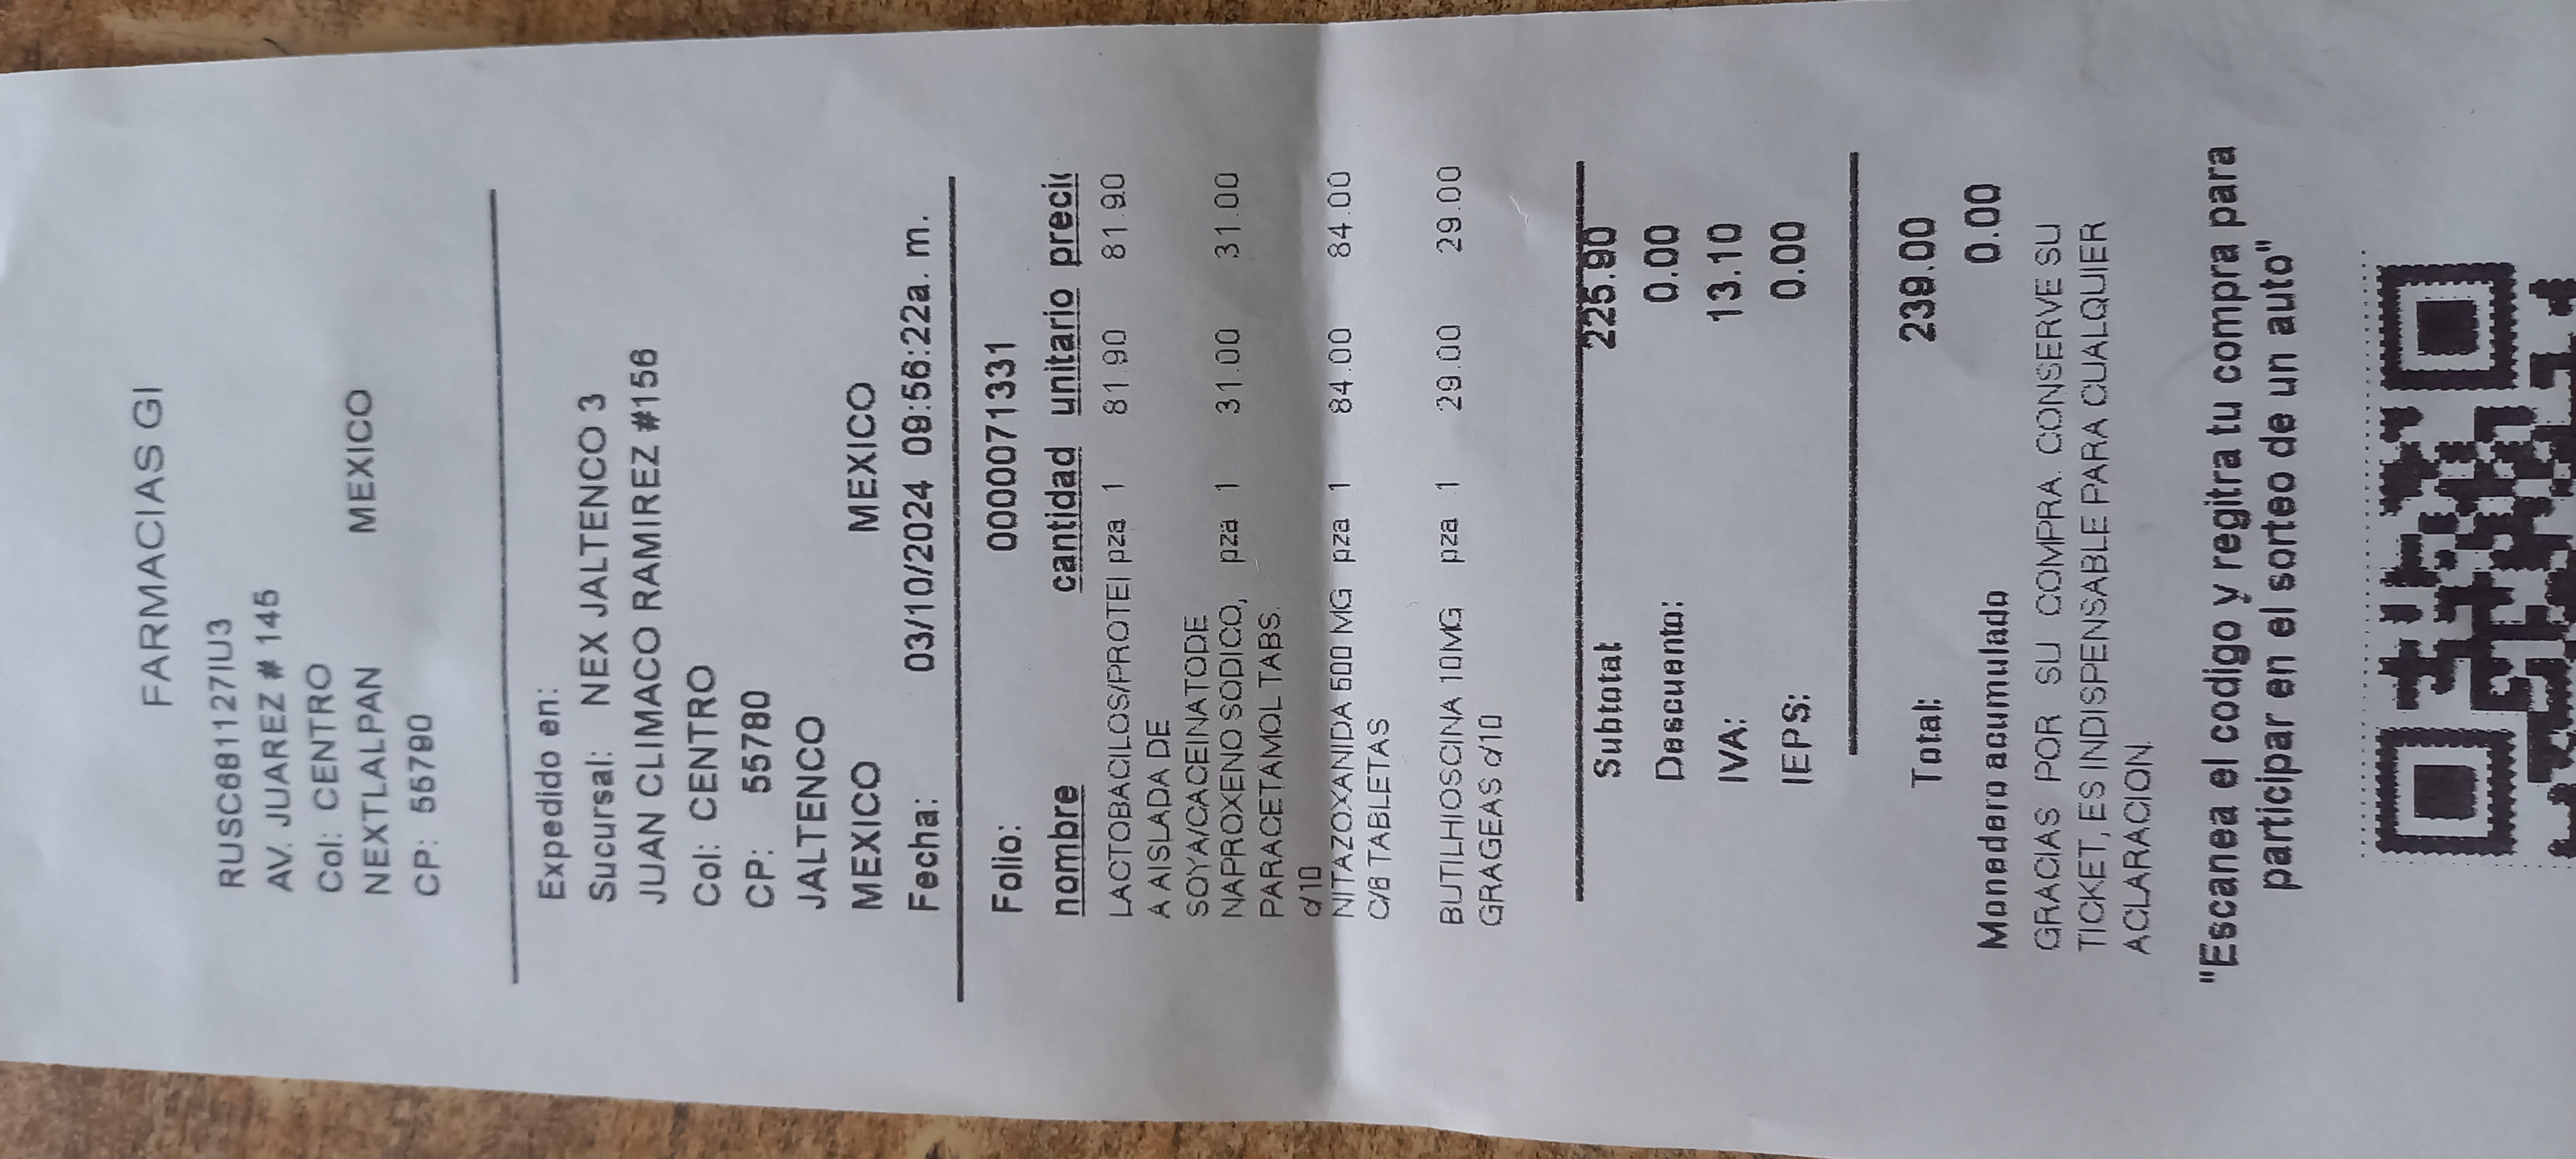 FARMACIAS GI
RUSC681127IU3
AV. JUAREZ # 145
Col: CENTRO
NEXTLALPAN MEXICO
CP: 55790
Expedido en:
Sucursal: NEX JALTENCO 3
JUAN CLIMACO RAMIREZ #156
Col: CENTRO
CP: 55780
JALTENCO
MEXICO MEXICO
Fecha: 03/10/2024 09:56:22a. m.
Folio: 0000071331
nombre cantidad unitario preci
LACTOBACILOS/PROTEI pza 1 81.90 81.90
A AISLADA DE
SOYA/CACEINATODE
NAPROXENO SODICO, pza 1 31.00 31.00
PARACETAMOL TABS.
c/10
NITAZOXANIDA 500 MG pza 1 84.00 84.00
C/6 TABLETAS
BUTILHIOSCINA 10MG pza 1 29.00 29.00
GRAGEAS c/10
Subtotal: 225.90
Descuento: 0.00
IVA: 13.10
IEPS: 0.00
Total: 239.00
Monedero acumulado 0.00
GRACIAS POR SU COMPRA. CONSERVE SU
TICKET, ES INDISPENSABLE PARA CUALQUIER
ACLARACION.
"Escanea el codigo y regitra tu compra para
participar en el sorteo de un auto"